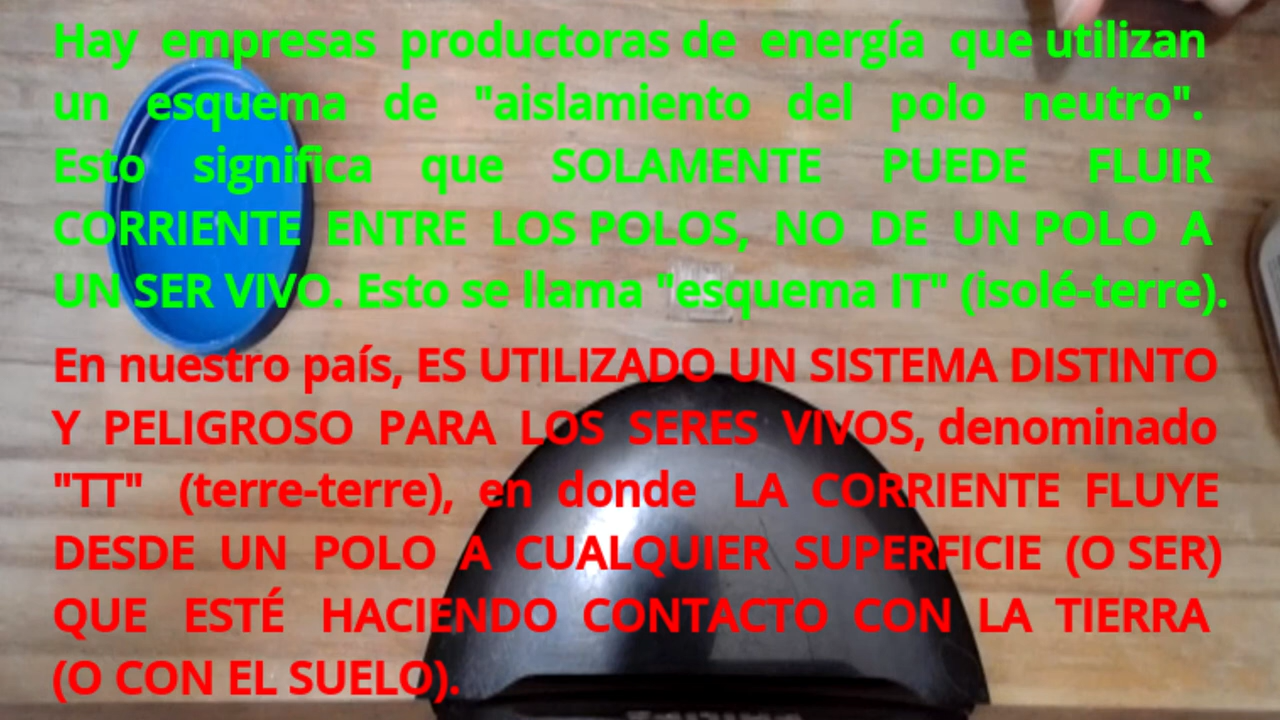 Hay empresas productoras de energía que utilizan
un esquema de "aislamiento del polo neutro".
Esto significa que SOLAMENTE PUEDE FLUIR
CORRIENTE ENTRE LOS POLOS, NO DE UN POLO A
UN SER VIVO. Esto se llama "esquema IT" (isolé-terre).
En nuestro país, ES UTILIZADO UN SISTEMA DISTINTO
Y PELIGROSO PARA LOS SERES VIVOS, denominado
"TT" (terre-terre), en donde LA CORRIENTE FLUYE
DESDE UN POLO A CUALQUIER SUPERFICIE (O SER)
QUE ESTÉ HACIENDO CONTACTO CON LA TIERRA
(O CON EL SUELO).